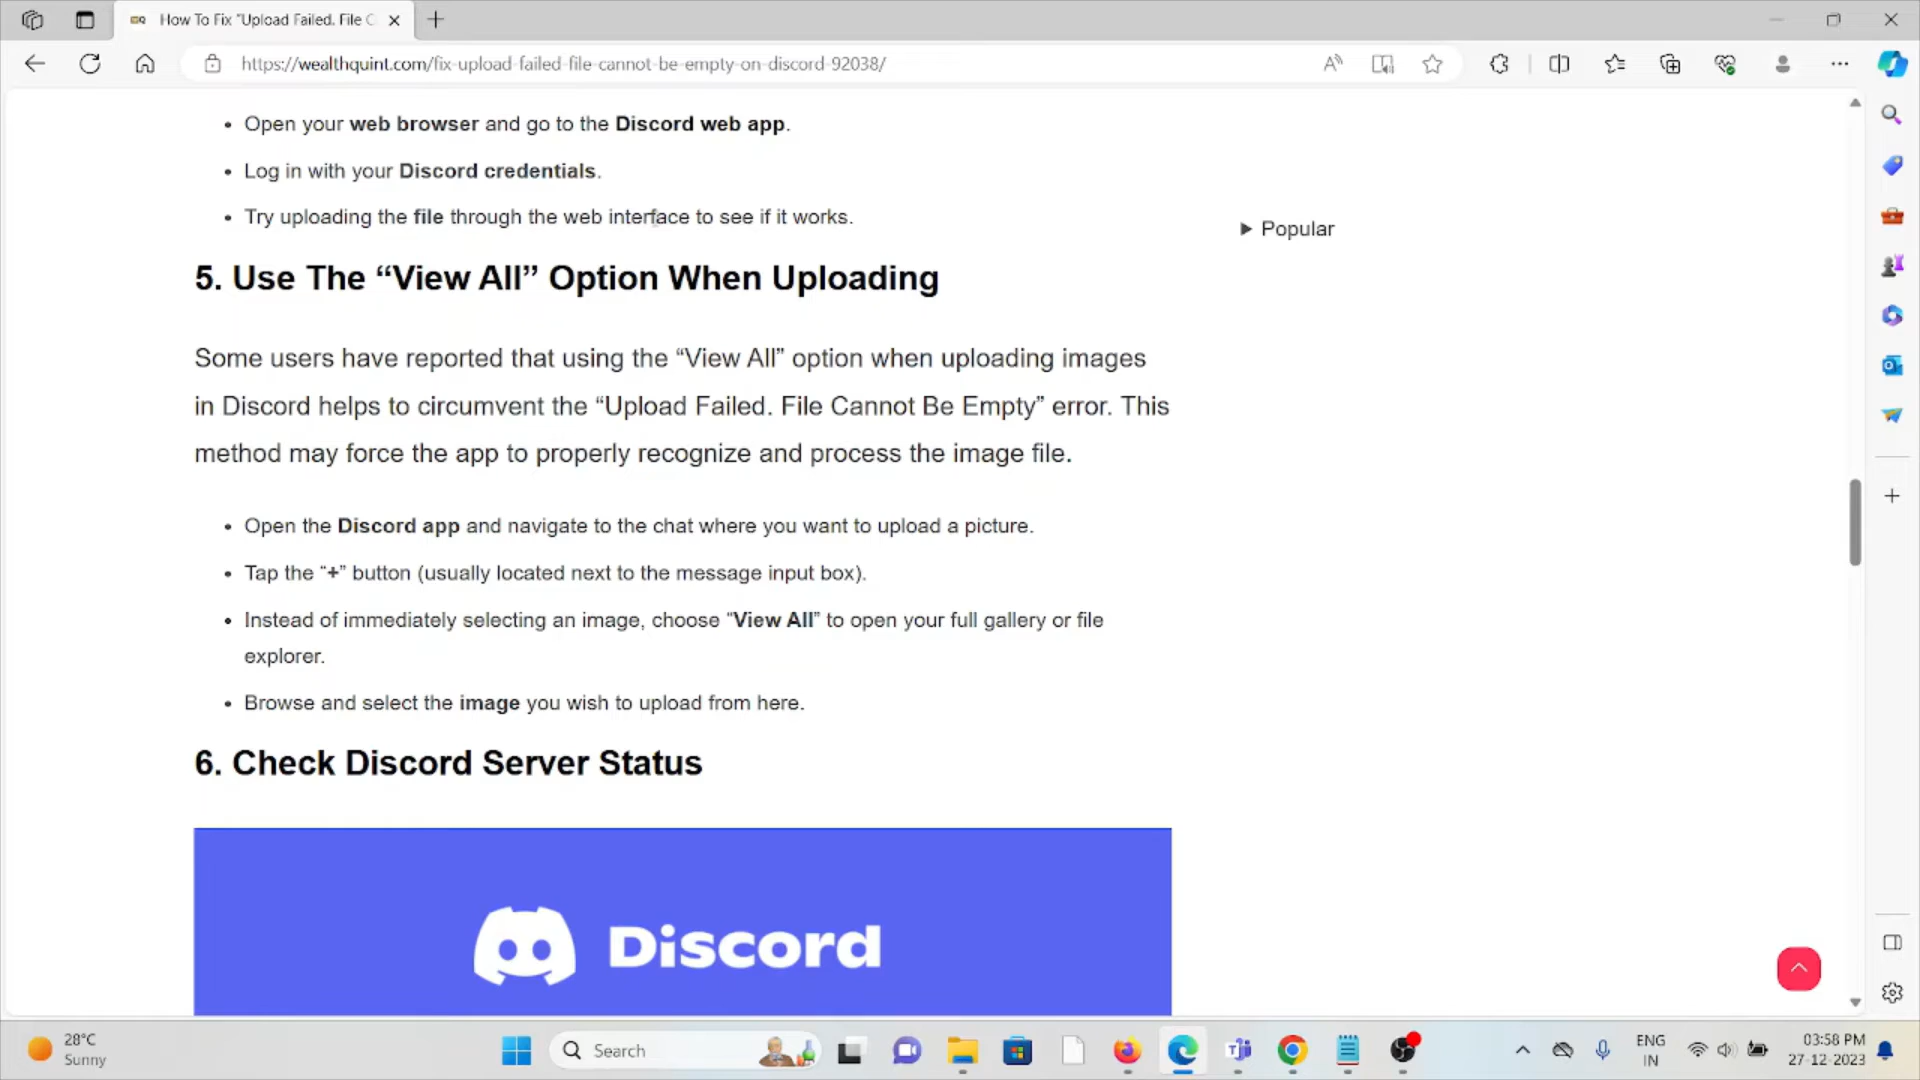 How To Fix "Upload Failed. File C
https://wealthquint.com/fix-upload-failed-file-cannot-be-empty-on-discord-92038/
• Open your web browser and go to the Discord web app.
• Log in with your Discord credentials.
• Try uploading the file through the web interface to see if it works.
Popular
5. Use The “View All” Option When Uploading
Some users have reported that using the “View All” option when uploading images
in Discord helps to circumvent the “Upload Failed. File Cannot Be Empty” error. This
method may force the app to properly recognize and process the image file.
• Open the Discord app and navigate to the chat where you want to upload a picture.
• Tap the “+” button (usually located next to the message input box).
• Instead of immediately selecting an image, choose “View All” to open your full gallery or file
explorer.
• Browse and select the image you wish to upload from here.
6. Check Discord Server Status
Discord
28°C
Sunny
Search
ENG
IN
03:58 PM
27-12-2023